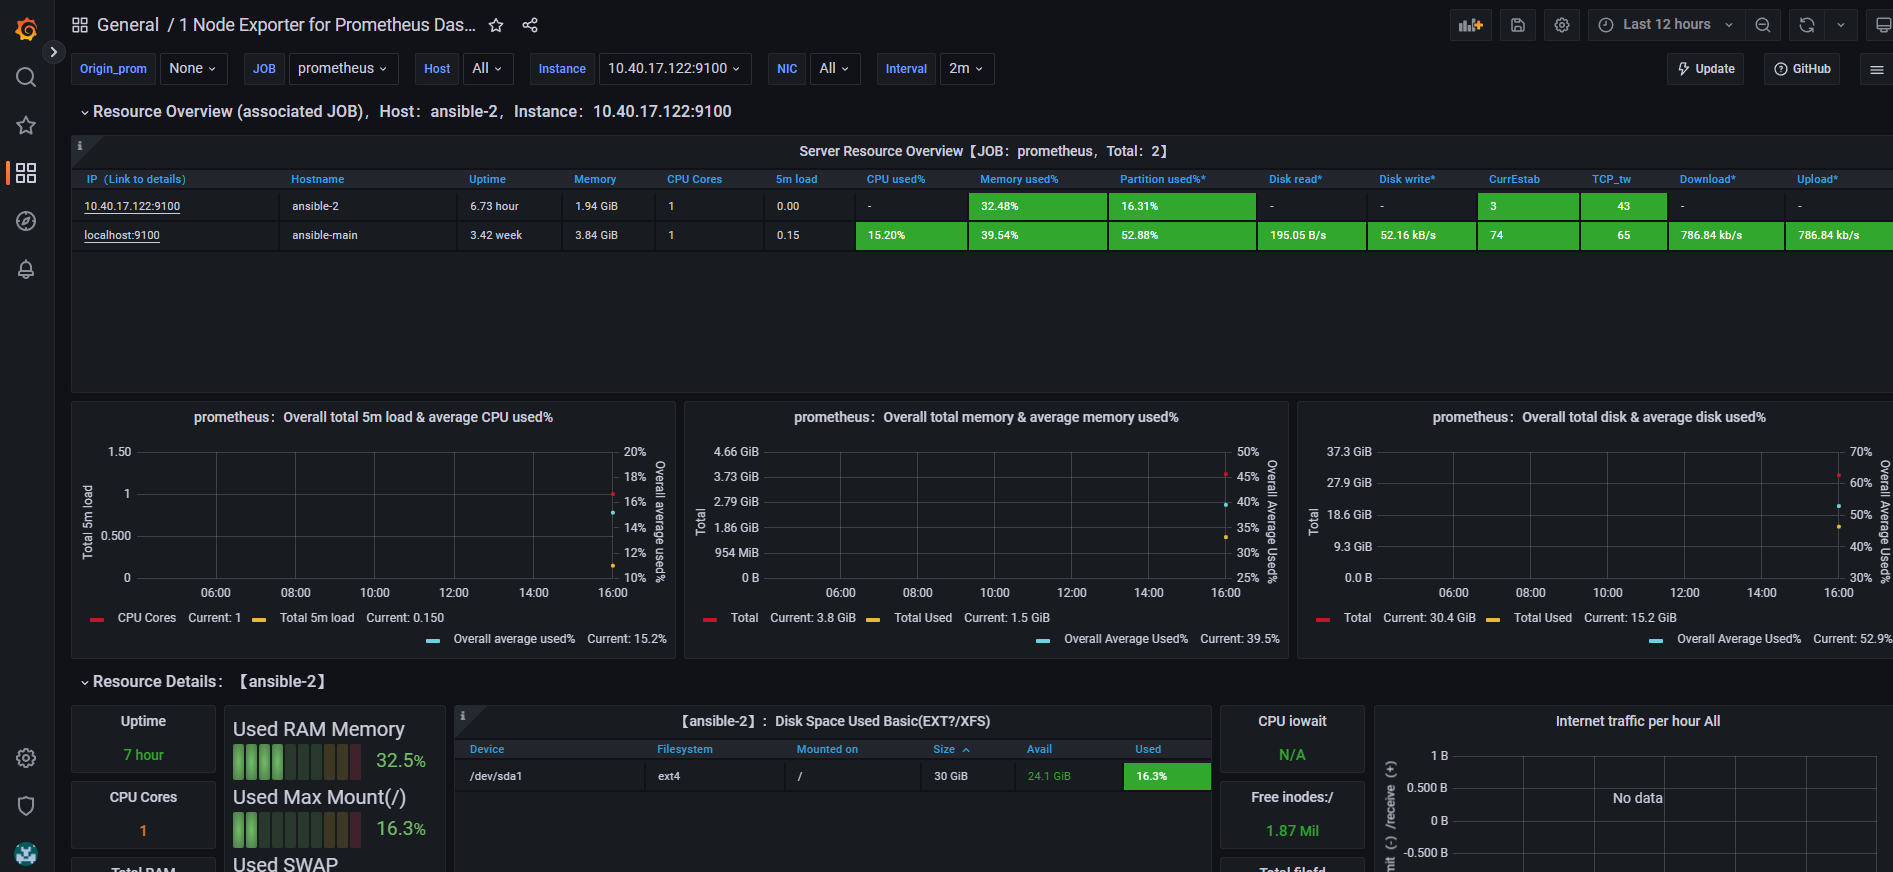 General / 1 Node Exporter for Prometheus Das...
Last 12 hours
Origin_prom None JOB prometheus Host All Instance 10.40.17.122:9100 NIC All Interval 2m Update GitHub
Resource Overview (associated JOB)，Host：ansible-2，Instance：10.40.17.122:9100
Server Resource Overview【JOB：prometheus，Total：2】
IP（Link to details） Hostname Uptime Memory CPU Cores 5m load CPU used% Memory used% Partition used%* Disk read* Disk write* CurrEstab TCP_tw Download* Upload*
10.40.17.122:9100 ansible-2 6.73 hour 1.94 GiB 1 0.00 - 32.48% 16.31% - - 3 43 - -
localhost:9100 ansible-main 3.42 week 3.84 GiB 1 0.15 15.20% 39.54% 52.88% 195.05 B/s 52.16 kB/s 74 65 786.84 kb/s 786.84 kb/s
prometheus：Overall total 5m load & average CPU used%
1.50
1
0.500
0
Total 5m load
20%
18%
16%
14%
12%
10%
Overall average used%
06:00 08:00 10:00 12:00 14:00 16:00
CPU Cores Current: 1 Total 5m load Current: 0.150
Overall average used% Current: 15.2%
prometheus：Overall total memory & average memory used%
4.66 GiB
3.73 GiB
2.79 GiB
1.86 GiB
954 MiB
0 B
Total
50%
45%
40%
35%
30%
25%
Overall Average Used%
06:00 08:00 10:00 12:00 14:00 16:00
Total Current: 3.8 GiB Total Used Current: 1.5 GiB
Overall Average Used% Current: 39.5%
prometheus：Overall total disk & average disk used%
37.3 GiB
27.9 GiB
18.6 GiB
9.3 GiB
0.0 B
Total
70%
60%
50%
40%
30%
Overall Average Used%
06:00 08:00 10:00 12:00 14:00 16:00
Total Current: 30.4 GiB Total Used Current: 15.2 GiB
Overall Average Used% Current: 52.9%
Resource Details：【ansible-2】
Uptime
7 hour
CPU Cores
1
Total RAM
Used RAM Memory
32.5%
Used Max Mount(/)
16.3%
Used SWAP
【ansible-2】：Disk Space Used Basic(EXT?/XFS)
Device Filesystem Mounted on Size Avail Used
/dev/sda1 ext4 / 30 GiB 24.1 GiB 16.3%
CPU iowait
N/A
Free inodes:/
1.87 Mil
Total filefd
Internet traffic per hour All
1 B
0.500 B
0 B
-0.500 B
mit (-) /receive (+)
No data